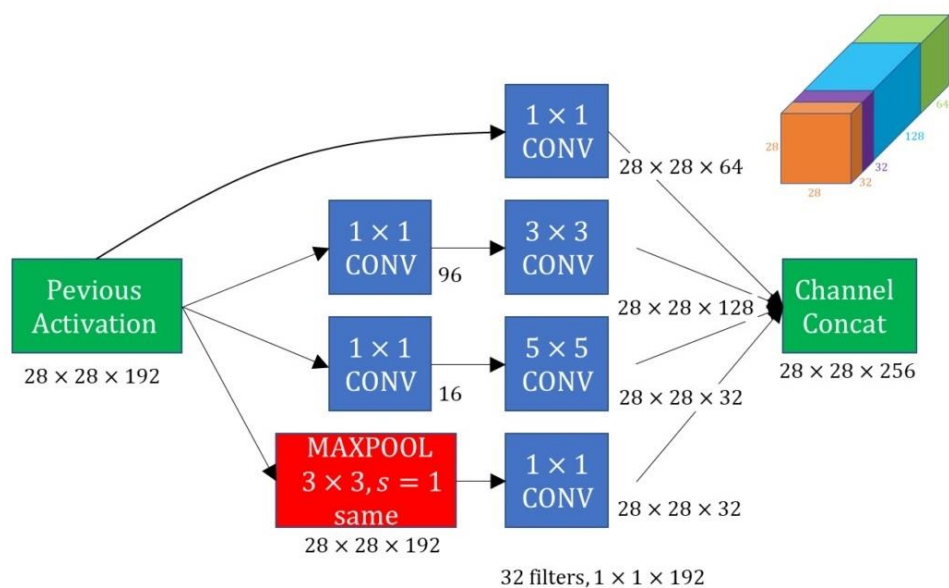 1 × 1
CONV
28 × 28 × 64
1 × 1
CONV
96
3 × 3
CONV
28 × 28 × 128
Pevious
Activation
28 × 28 × 192
1 × 1
CONV
16
5 × 5
CONV
28 × 28 × 32
MAXPOOL
3 × 3, s = 1
same
28 × 28 × 192
1 × 1
CONV
28 × 28 × 32
32 filters, 1 × 1 × 192
Channel
Concat
28 × 28 × 256
28
28
32
32
128
64